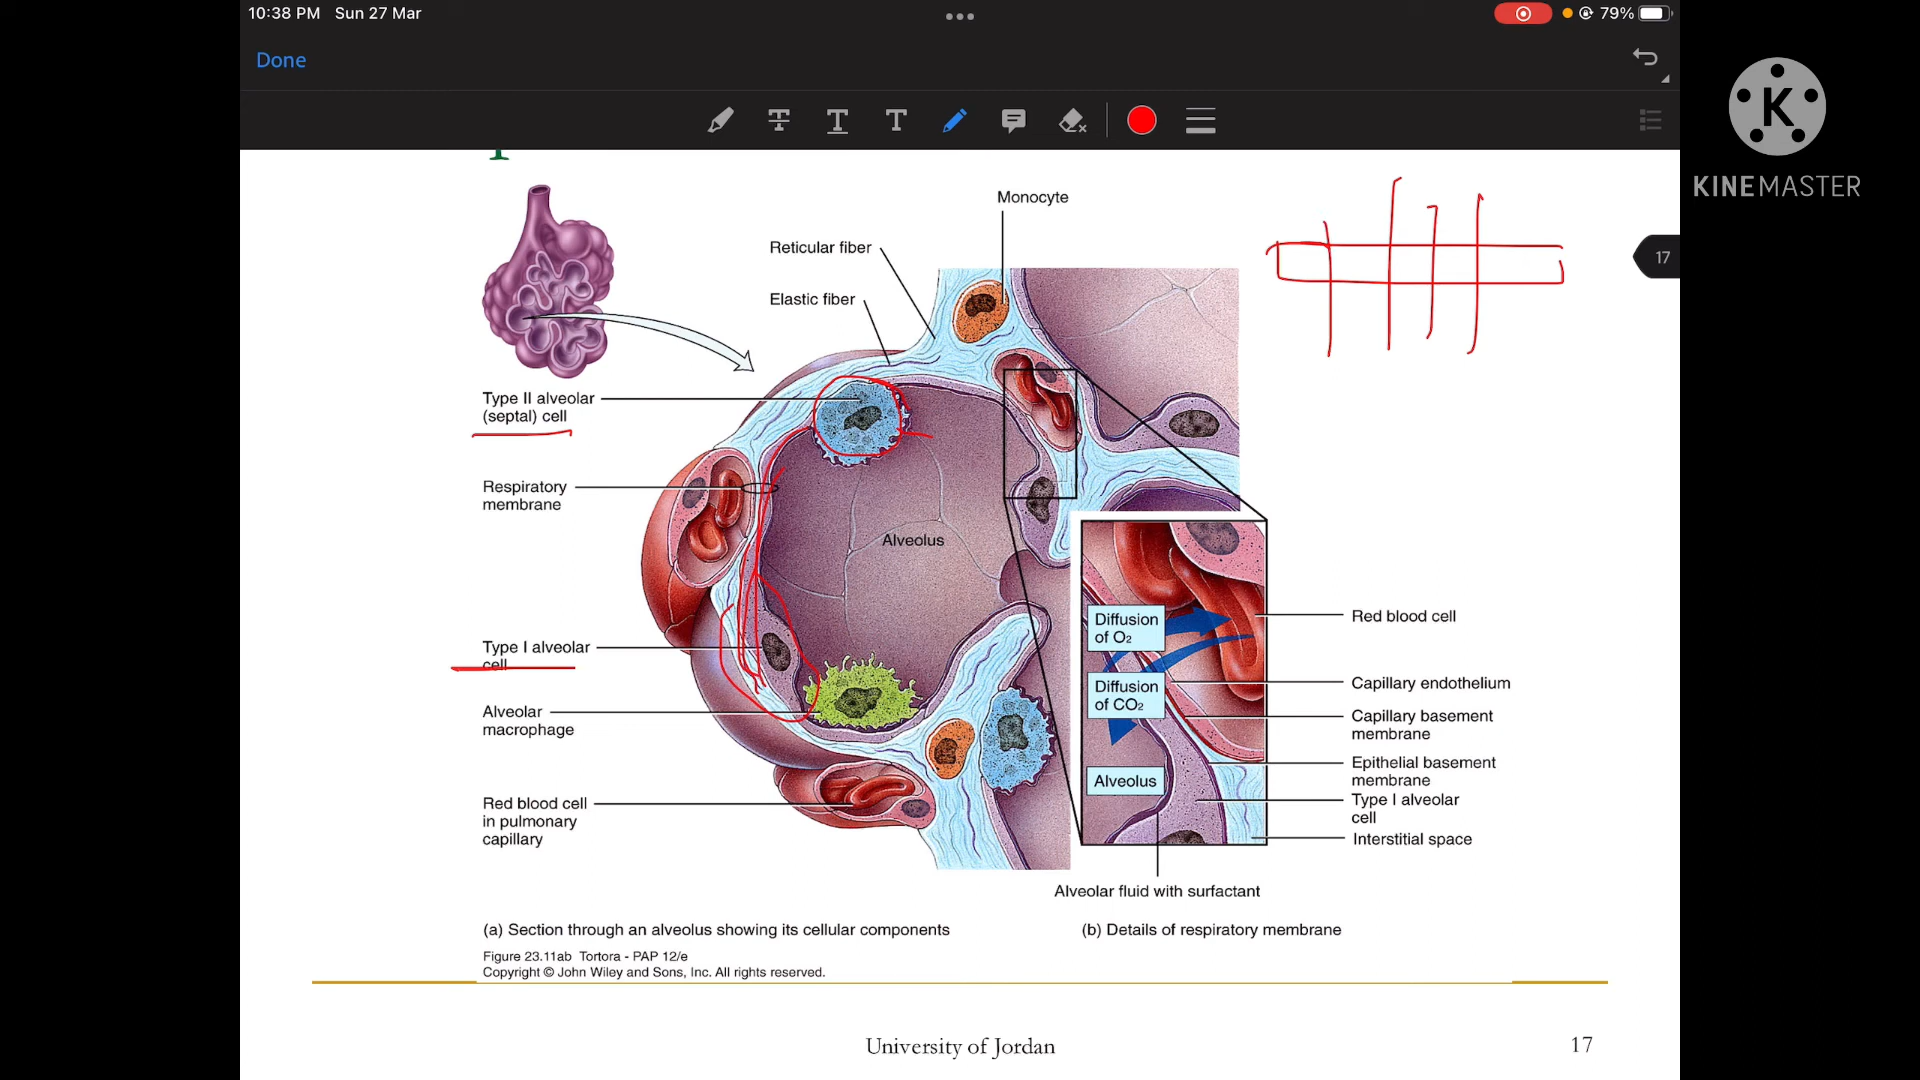 10:38 PM Sun 27 Mar
79%
Done
K
KINEMASTER
17
Monocyte
Reticular fiber
Elastic fiber
Type II alveolar
(septal) cell
Respiratory
membrane
Alveolus
Type I alveolar
cell
Alveolar
macrophage
Red blood cell
in pulmonary
capillary
Diffusion
of O2
Diffusion
of CO2
Alveolus
Red blood cell
Capillary endothelium
Capillary basement
membrane
Epithelial basement
membrane
Type I alveolar
cell
Interstitial space
Alveolar fluid with surfactant
(a) Section through an alveolus showing its cellular components
(b) Details of respiratory membrane
Figure 23.11ab Tortora - PAP 12/e
Copyright © John Wiley and Sons, Inc. All rights reserved.
University of Jordan
17